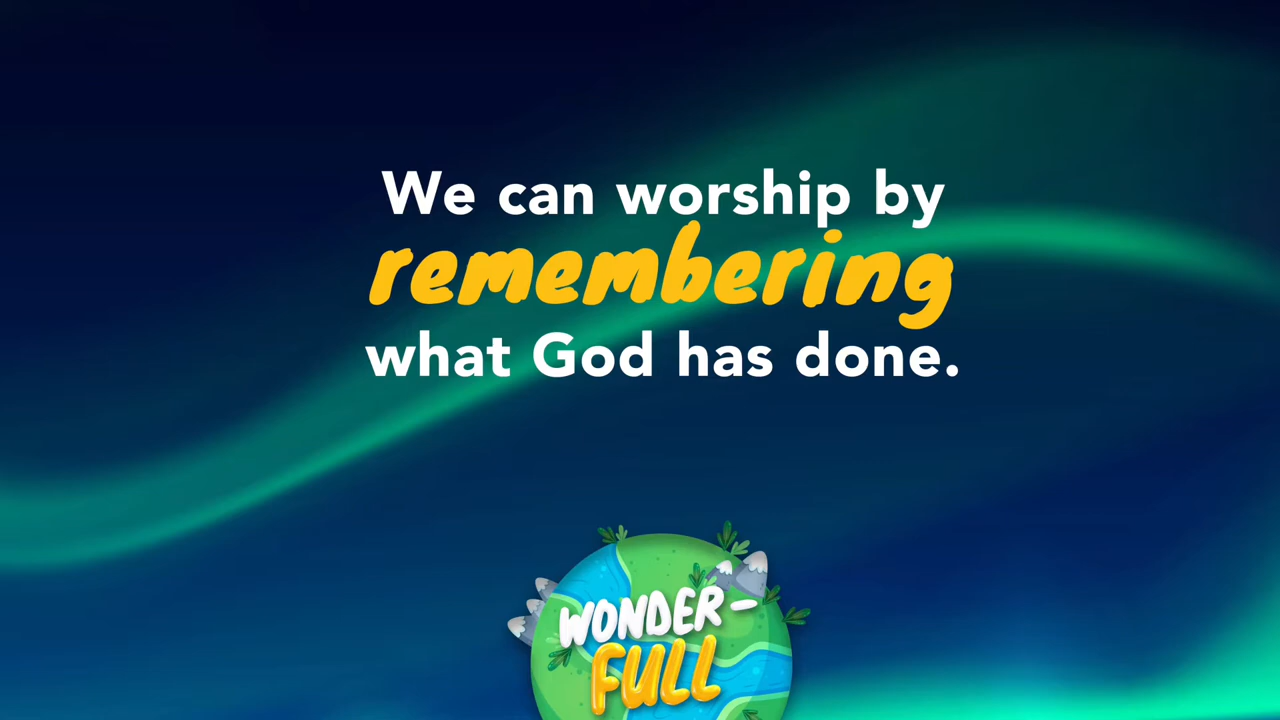 We can worship by
remembering
what God has done.
WONDER-
FULL